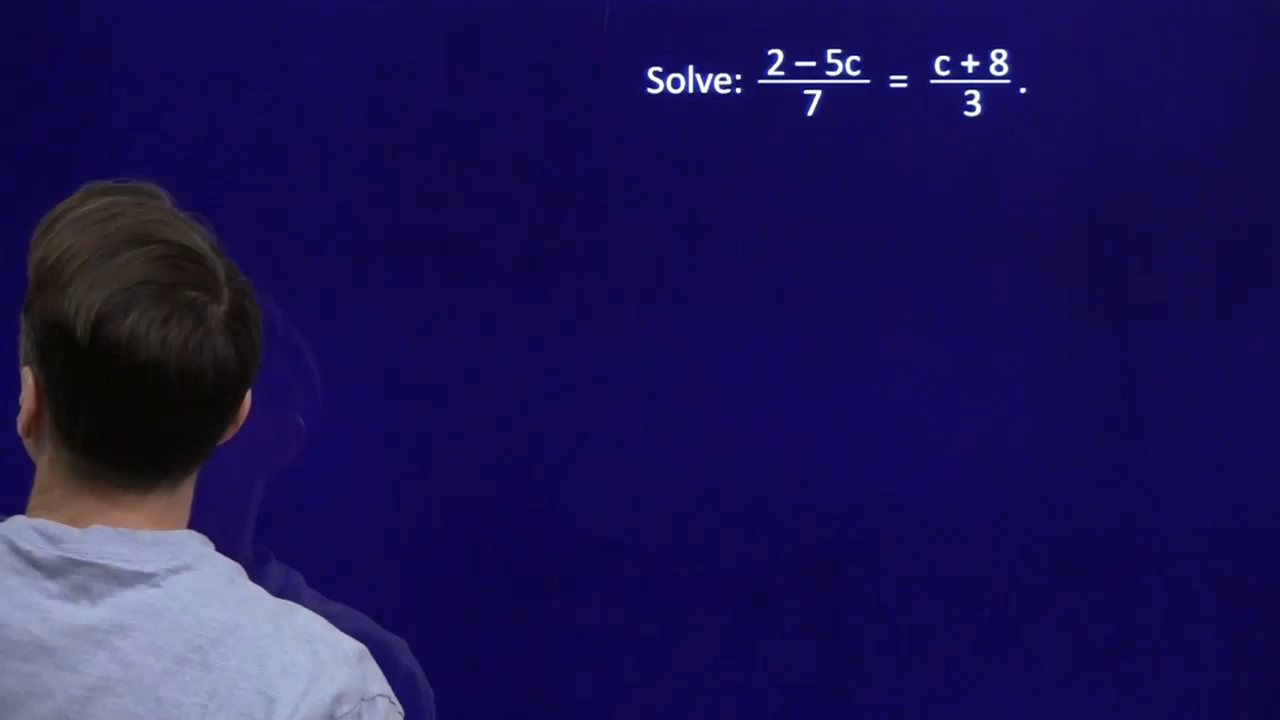 Solve: (2 – 5c)/7 = (c + 8)/3.